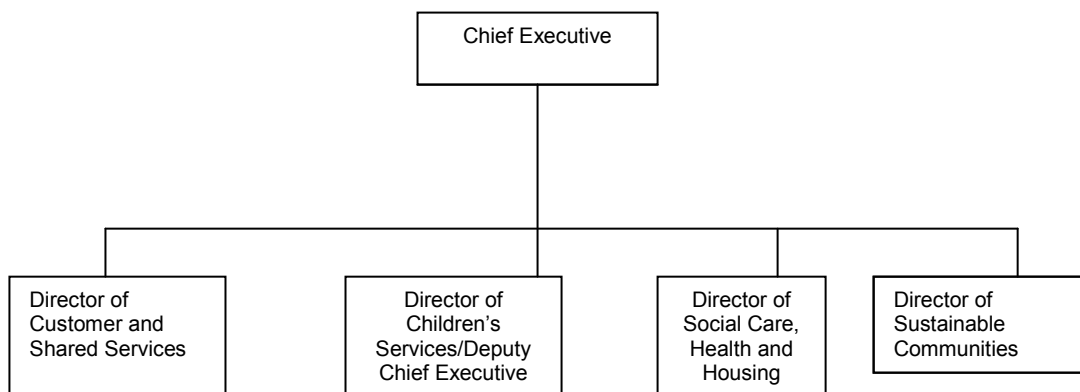 Chief Executive
Director of
Customer and
Shared Services
Director of
Children’s
Services/Deputy
Chief Executive
Director of
Social Care,
Health and
Housing
Director of
Sustainable
Communities